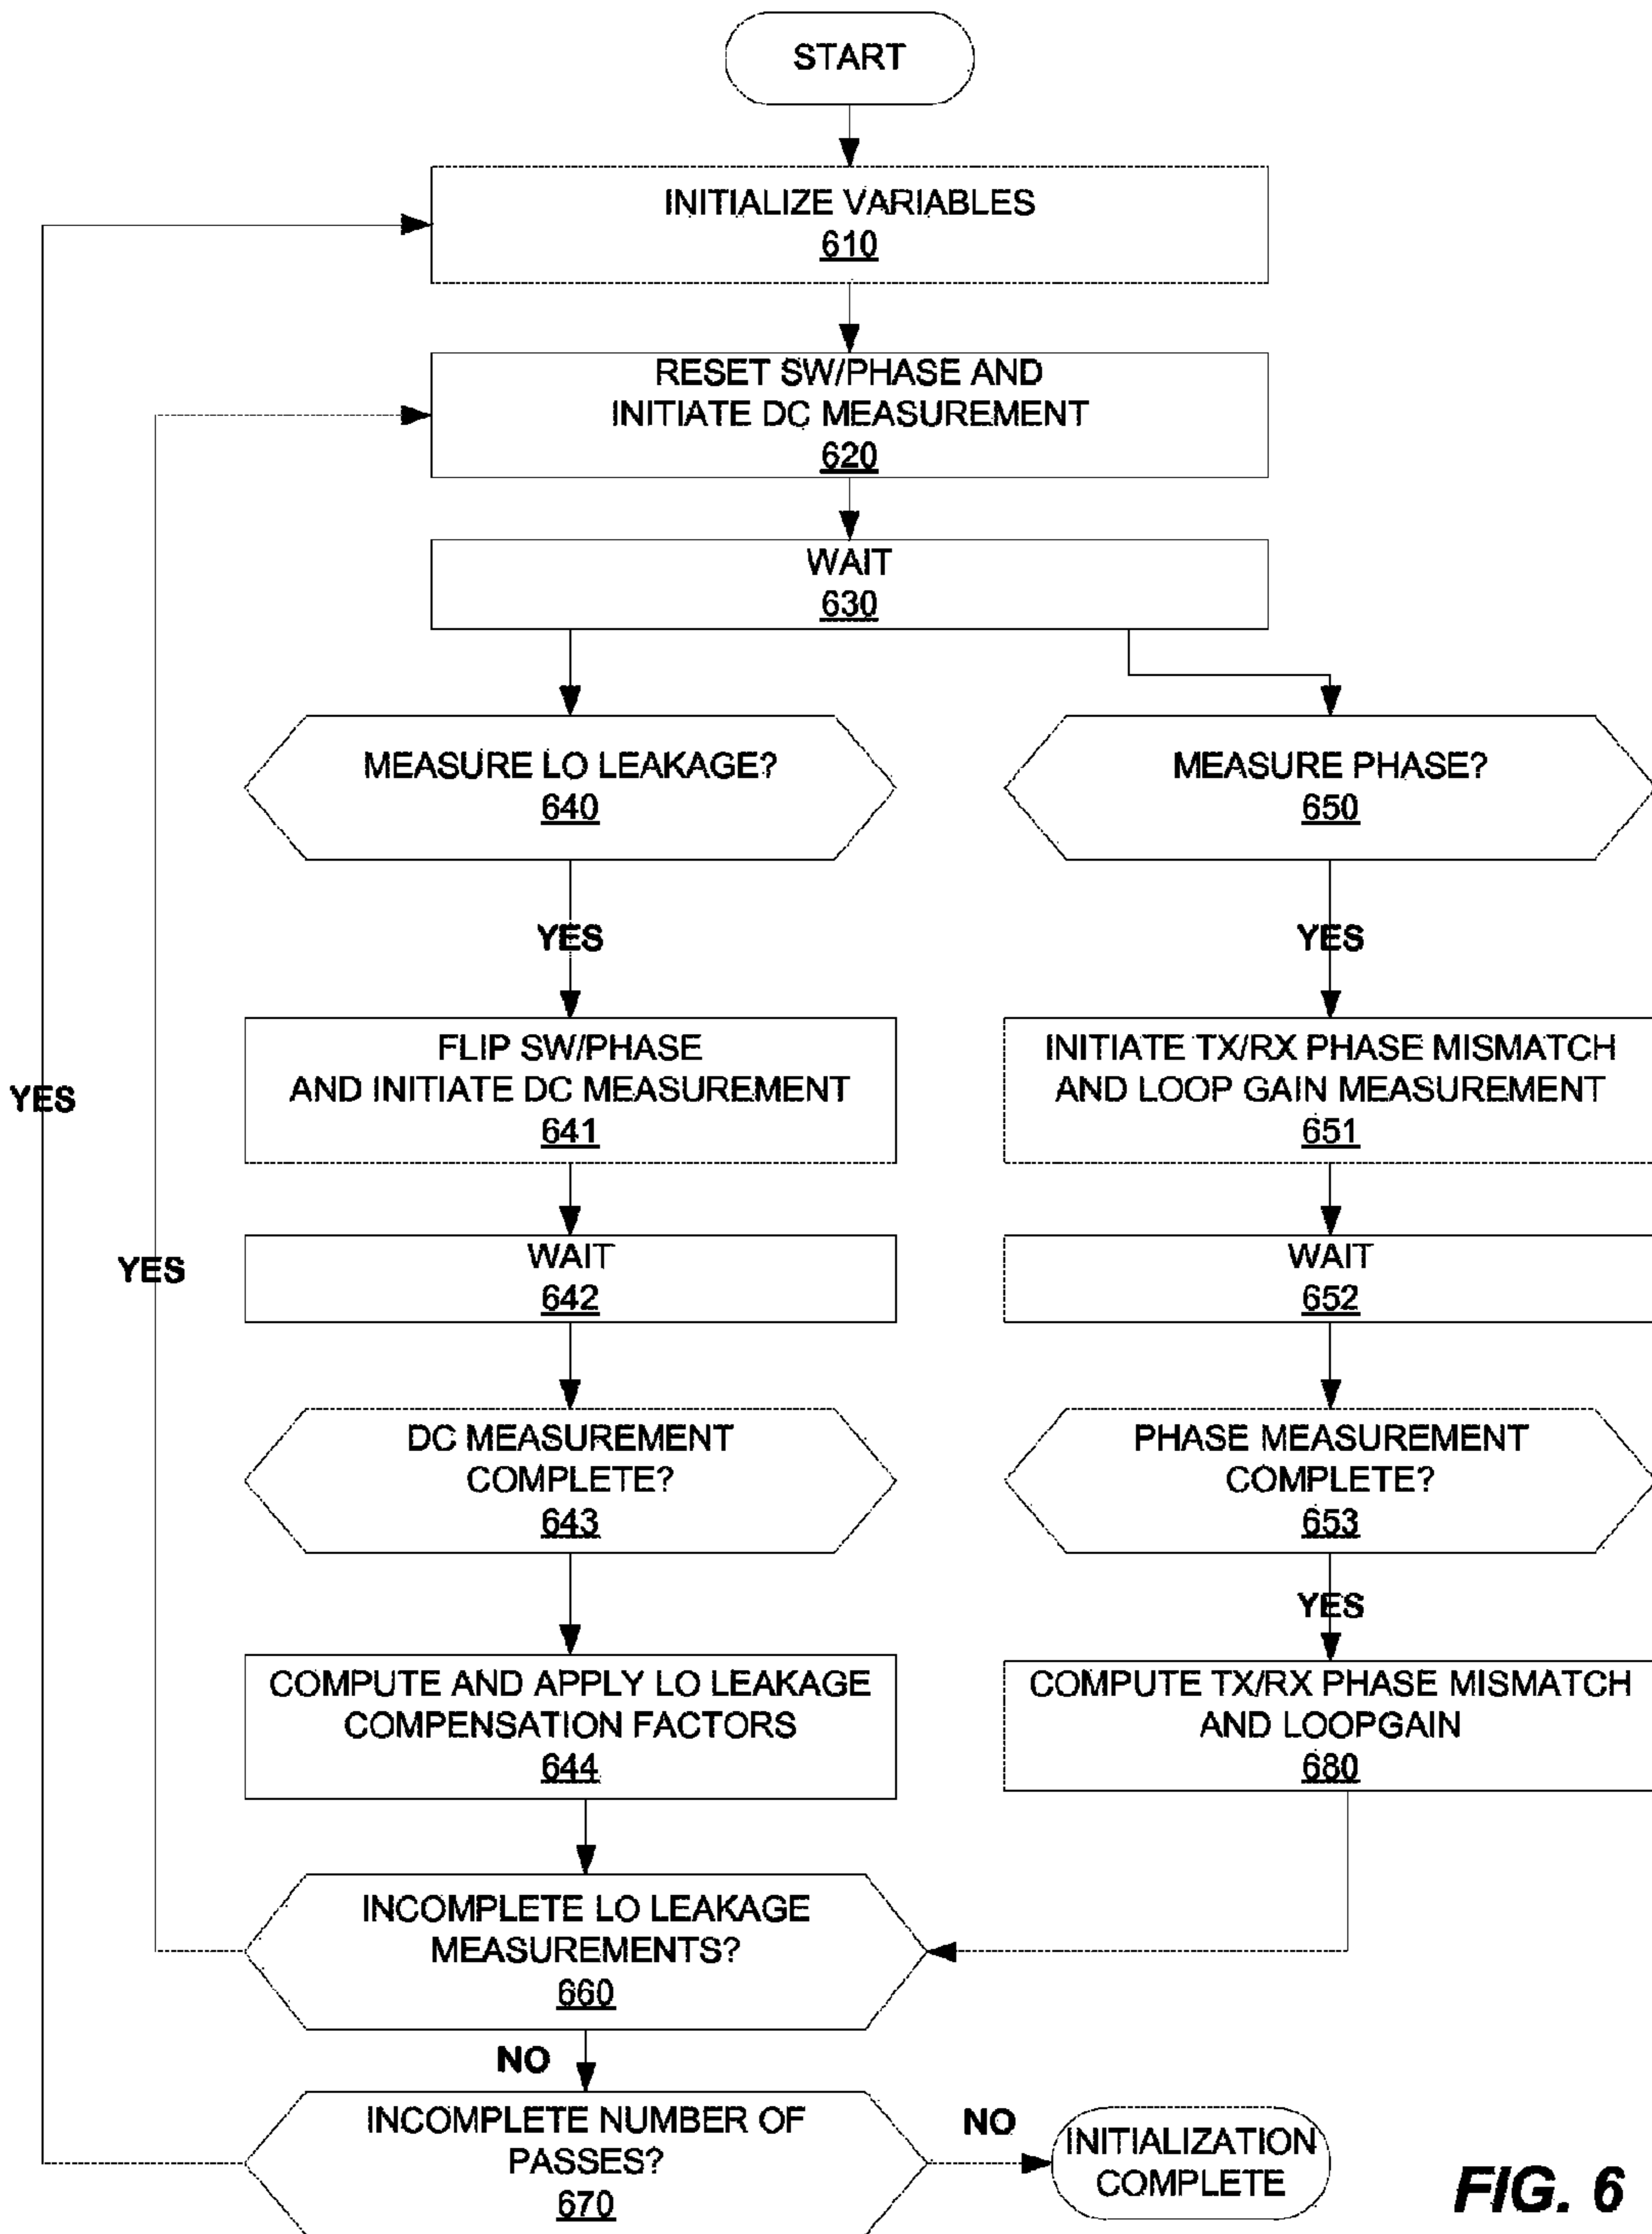 START
INITIALIZE VARIABLES
610
RESET SW/PHASE AND
INITIATE DC MEASUREMENT
620
WAIT
630
MEASURE LO LEAKAGE?
640
MEASURE PHASE?
650
YES
YES
FLIP SW/PHASE
AND INITIATE DC MEASUREMENT
641
INITIATE TX/RX PHASE MISMATCH
AND LOOP GAIN MEASUREMENT
651
YES
YES
WAIT
642
WAIT
652
DC MEASUREMENT
COMPLETE?
643
PHASE MEASUREMENT
COMPLETE?
653
YES
COMPUTE AND APPLY LO LEAKAGE
COMPENSATION FACTORS
644
COMPUTE TX/RX PHASE MISMATCH
AND LOOPGAIN
680
INCOMPLETE LO LEAKAGE
MEASUREMENTS?
660
NO
INCOMPLETE NUMBER OF
PASSES?
670
NO
INITIALIZATION
COMPLETE
FIG. 6